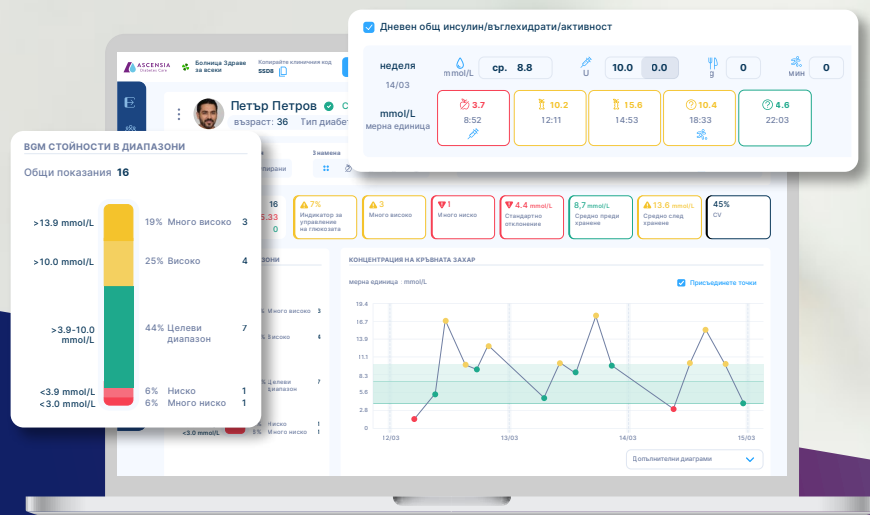 Дневен общ инсулин/въглехидрати/активност
неделя
14/03
mmol/L
ср. 8.8
U
10.0 0.0
g
0
мин
0
mmol/L
мерна единица
3.7
8:52
10.2
12:11
15.6
14:53
10.4
18:33
4.6
22:03
ASCENSIA
Diabetes Care
Болница Здраве
за всеки
Копирайте клиничния код
SSD8
Петър Петров
възраст: 36 Тип диабет
BGM СТОЙНОСТИ В ДИАПАЗОНИ
Общи показания 16
>13.9 mmol/L 19% Много високо 3
>10.0 mmol/L 25% Високо 4
>3.9-10.0
mmol/L
44% Целеви
диапазон
7
<3.9 mmol/L 6% Ниско 1
<3.0 mmol/L 6% Много ниско 1
16
5.33
0
7%
Индикатор за
управление
на глюкозата
3
Много високо
1
Много ниско
4.4 mmol/L
Стандартно
отклонение
8,7 mmol/L
Средно преди
хранене
13.6 mmol/L
Средно след
хранене
45%
CV
Много високо 3
Високо 4
Целеви
диапазон
7
Ниско
<3.0 mmol/L 5% Много ниско
КОНЦЕНТРАЦИЯ НА КРЪВНАТА ЗАХАР
мерна единица mmol/L
Присъединете точки
19.4
16.7
13.9
11.1
8.3
5.6
2.8
0
12/03 13/03 14/03 15/03
Допълнителни диаграми